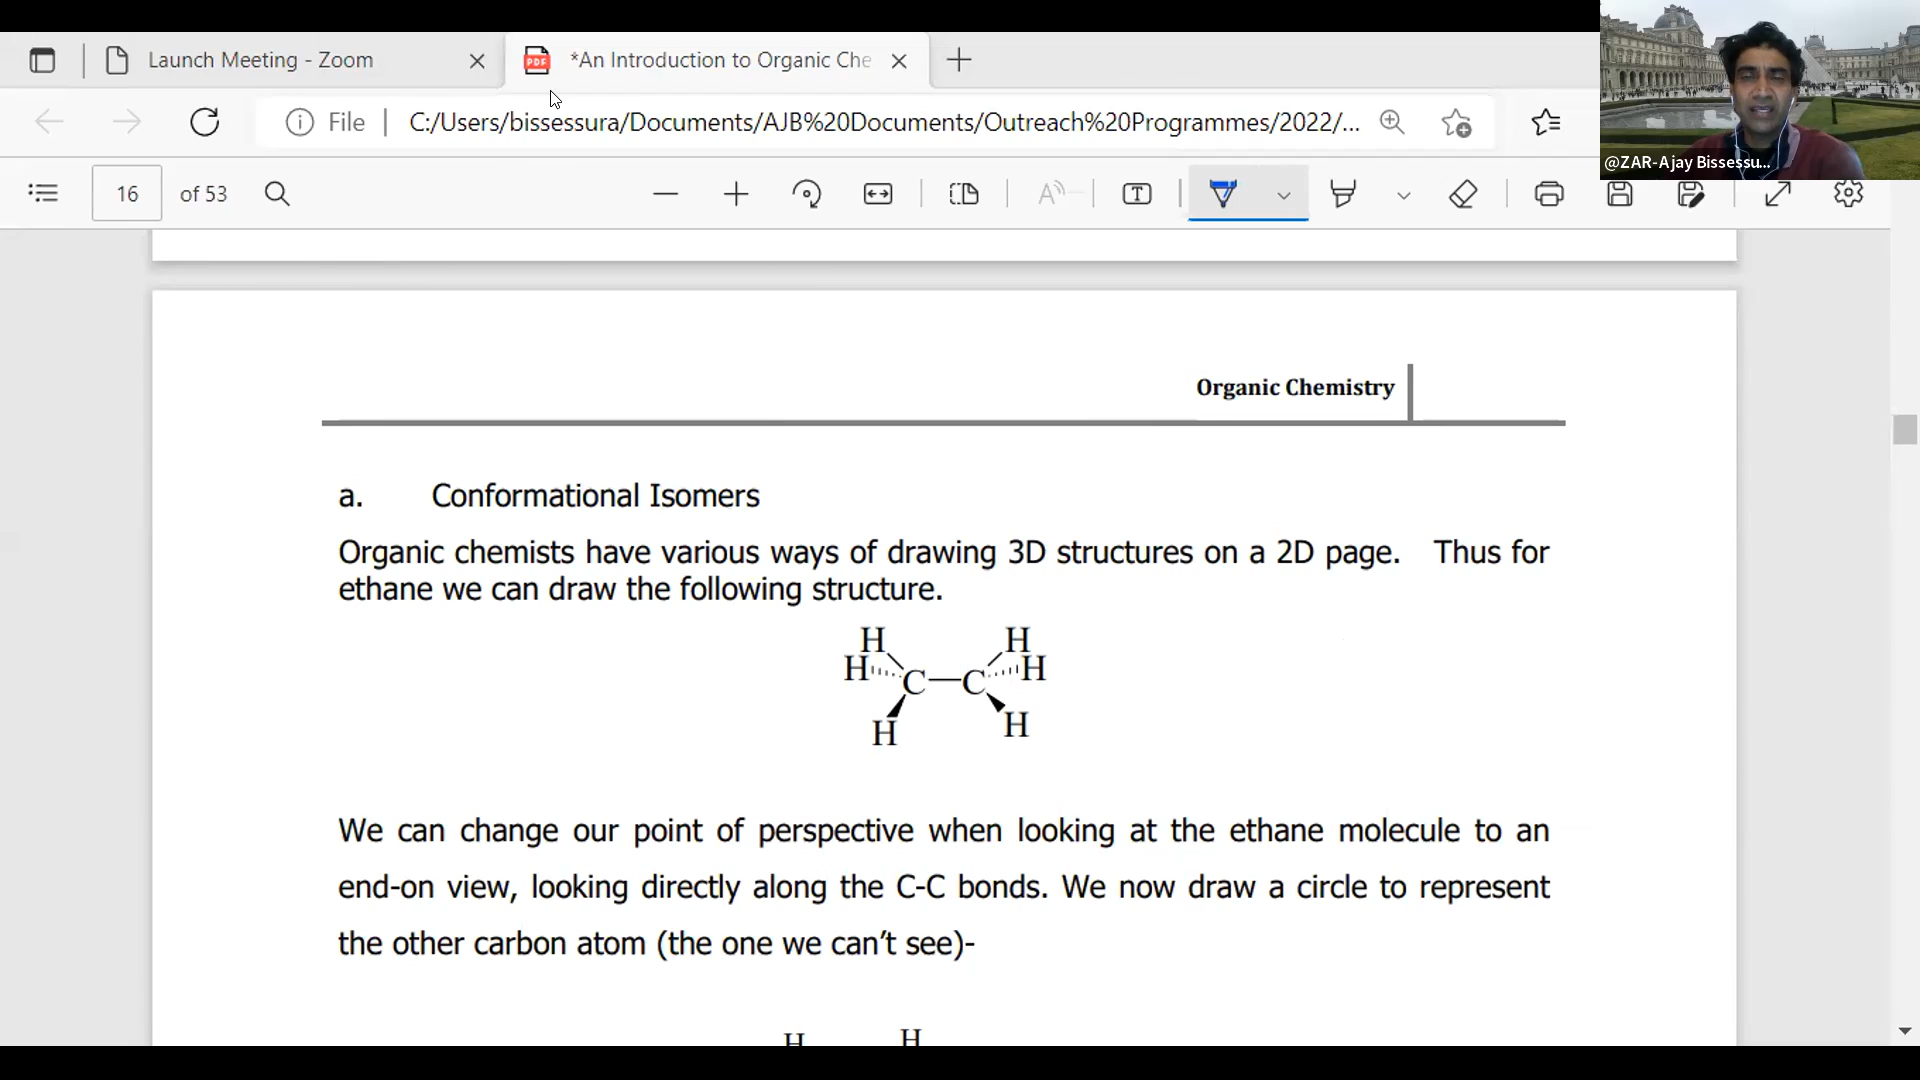 Launch Meeting - Zoom
PDF
*An Introduction to Organic Che
File
C:/Users/bissessura/Documents/AJB%20Documents/Outreach%20Programmes/2022/...
@ZAR-Ajay Bissessu...
16 of 53
Organic Chemistry
a. Conformational Isomers
Organic chemists have various ways of drawing 3D structures on a 2D page. Thus for
ethane we can draw the following structure.
H H
H C C H
H H
We can change our point of perspective when looking at the ethane molecule to an
end-on view, looking directly along the C-C bonds. We now draw a circle to represent
the other carbon atom (the one we can't see)-
H H